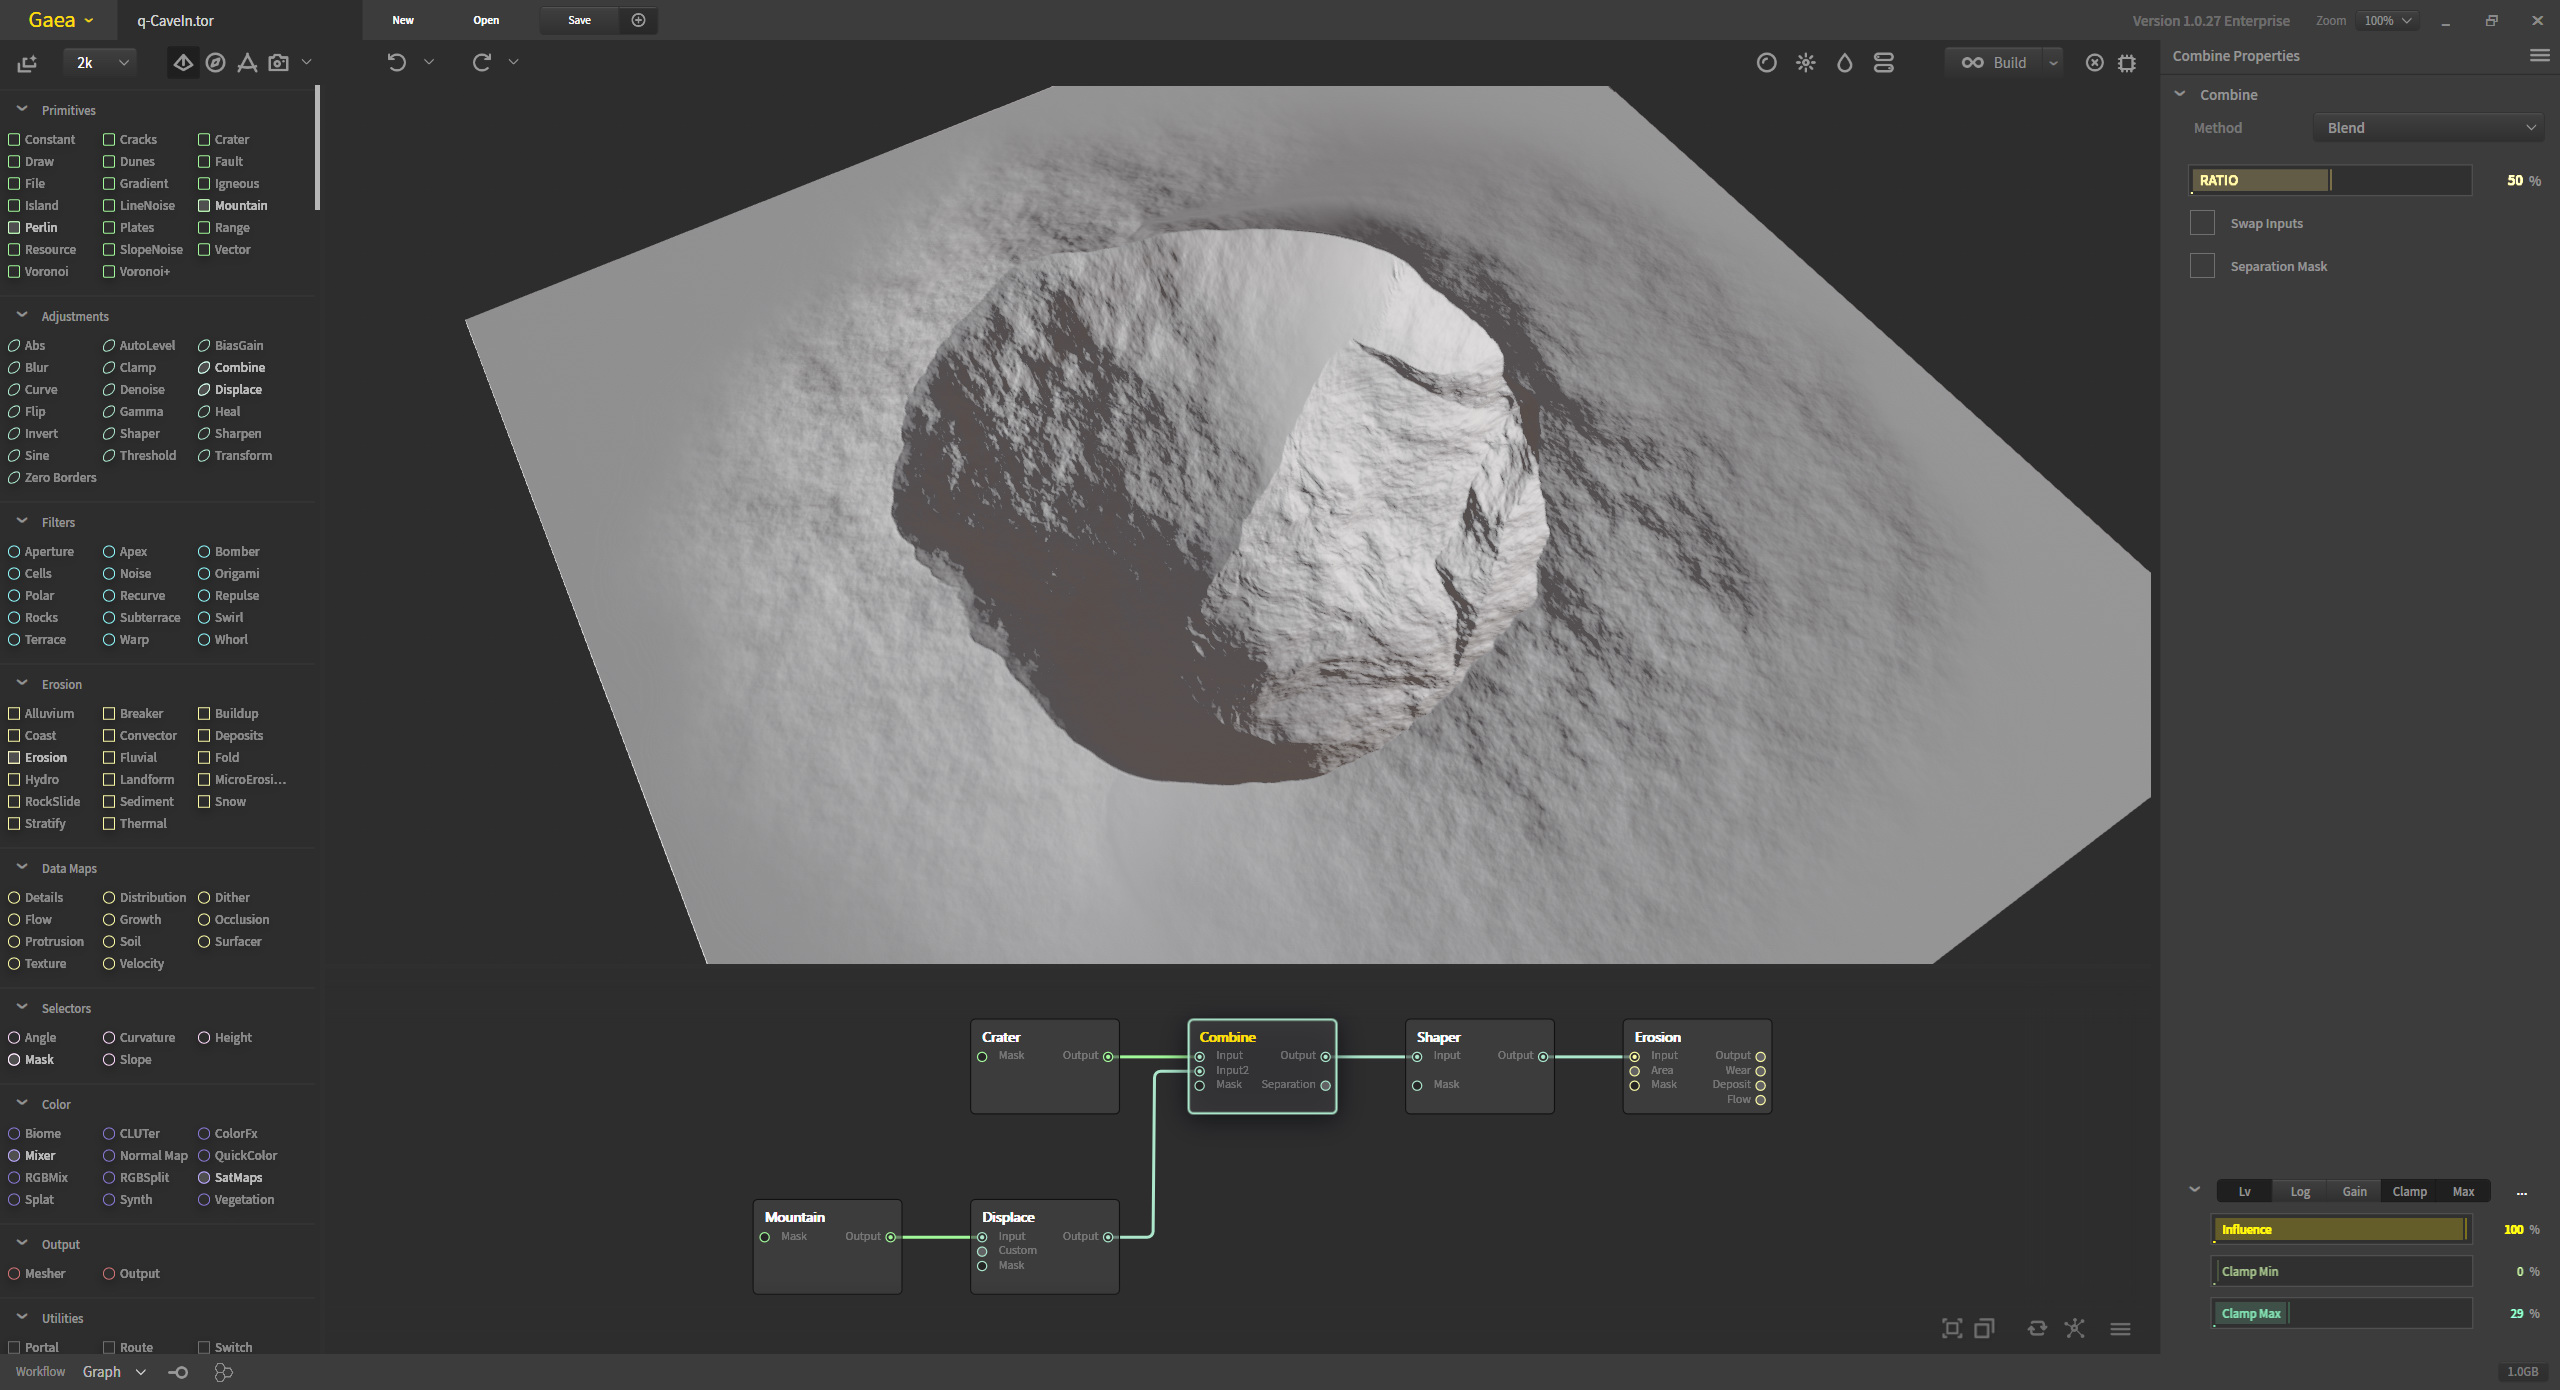 Gaea
q-CaveIn.tor
New
Open
Save
Version 1.0.27 Enterprise
Zoom
100%
2k
Build
Combine Properties
Primitives
Constant Cracks Crater
Draw Dunes Fault
File Gradient Igneous
Island LineNoise Mountain
Perlin Plates Range
Resource SlopeNoise Vector
Voronoi Voronoi+
Adjustments
Abs AutoLevel BiasGain
Blur Clamp Combine
Curve Denoise Displace
Flip Gamma Heal
Invert Shaper Sharpen
Sine Threshold Transform
Zero Borders
Filters
Aperture Apex Bomber
Cells Noise Origami
Polar Recurve Repulse
Rocks Subterrace Swirl
Terrace Warp Whorl
Erosion
Alluvium Breaker Buildup
Coast Convector Deposits
Erosion Fluvial Fold
Hydro Landform MicroErosi...
RockSlide Sediment Snow
Stratify Thermal
Data Maps
Details Distribution Dither
Flow Growth Occlusion
Protrusion Soil Surfacer
Texture Velocity
Selectors
Angle Curvature Height
Mask Slope
Color
Biome CLUTer ColorFx
Mixer Normal Map QuickColor
RGBMix RGBSplit SatMaps
Splat Synth Vegetation
Output
Mesher Output
Utilities
Portal Route Switch
Workflow Graph
Crater
Mask Output
Combine
Input Output
Input2
Mask Separation
Shaper
Input Output
Mask
Erosion
Input Output
Area Wear
Mask Deposit
Flow
Mountain
Mask Output
Displace
Input Output
Custom
Mask
Combine
Method Blend
RATIO 50 %
Swap Inputs
Separation Mask
Lv Log Gain Clamp Max ...
Influence 100 %
Clamp Min 0 %
Clamp Max 29 %
1.0GB